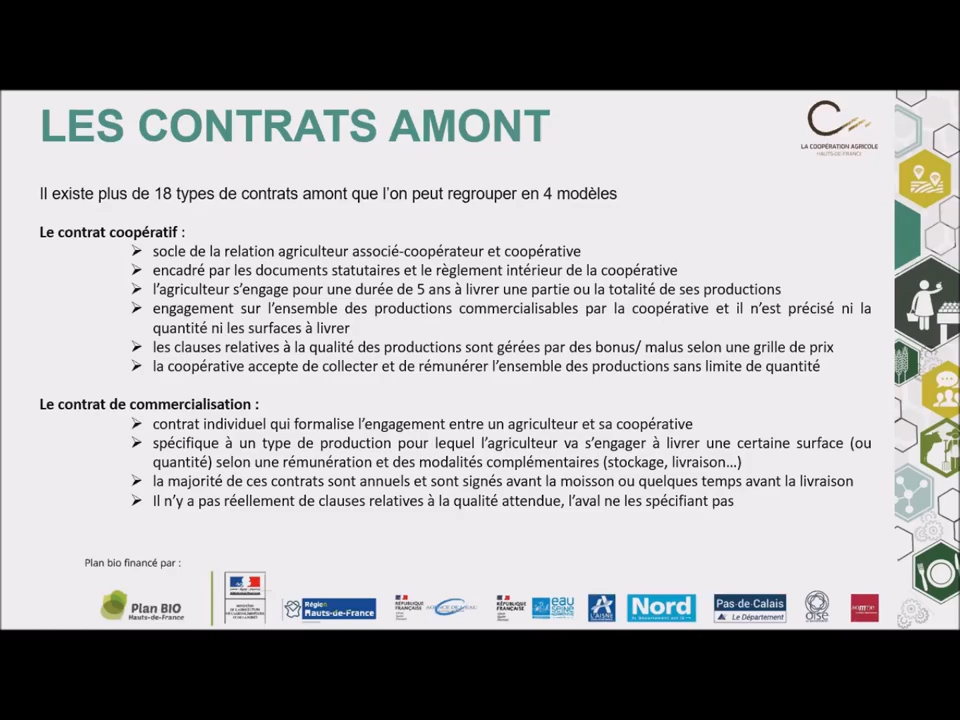 LES CONTRATS AMONT
LA COOPÉRATION AGRICOLE
HAUTS-DE-FRANCE
Il existe plus de 18 types de contrats amont que l'on peut regrouper en 4 modèles
Le contrat coopératif :
➢ socle de la relation agriculteur associé-coopérateur et coopérative
➢ encadré par les documents statutaires et le règlement intérieur de la coopérative
➢ l'agriculteur s'engage pour une durée de 5 ans à livrer une partie ou la totalité de ses productions
➢ engagement sur l'ensemble des productions commercialisables par la coopérative et il n'est précisé ni la
quantité ni les surfaces à livrer
➢ les clauses relatives à la qualité des productions sont gérées par des bonus/ malus selon une grille de prix
➢ la coopérative accepte de collecter et de rémunérer l'ensemble des productions sans limite de quantité
Le contrat de commercialisation :
➢ contrat individuel qui formalise l'engagement entre un agriculteur et sa coopérative
➢ spécifique à un type de production pour lequel l'agriculteur va s'engager à livrer une certaine surface (ou
quantité) selon une rémunération et des modalités complémentaires (stockage, livraison...)
➢ la majorité de ces contrats sont annuels et sont signés avant la moisson ou quelques temps avant la livraison
➢ Il n'y a pas réellement de clauses relatives à la qualité attendue, l'aval ne les spécifiant pas
Plan bio financé par :
Plan BIO
Hauts-de-France
Région
Hauts-de-France
RÉPUBLIQUE
FRANÇAISE
AGENCE DE L'EAU
RÉPUBLIQUE
FRANÇAISE
eau
seine
L'AISNE
Nord
le Département est là
Pas-de-Calais
Le Département
OISE
somme